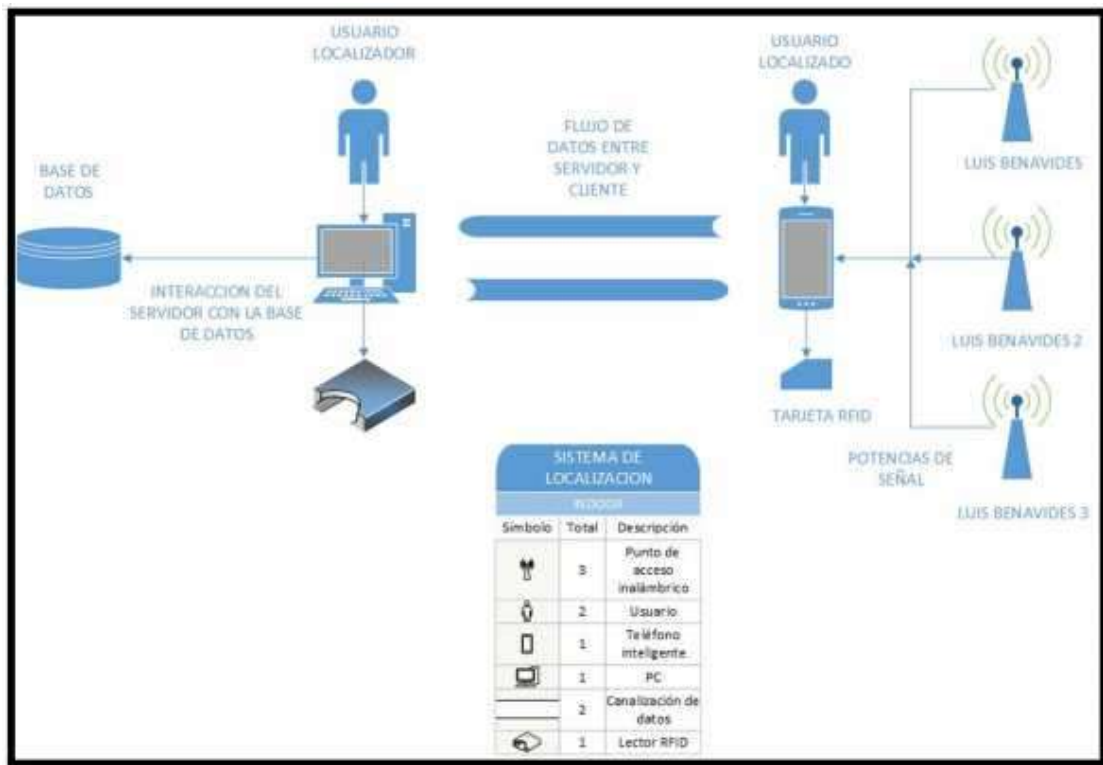 USUARIO
LOCALIZADOR
USUARIO
LOCALIZADO
FLUJO DE
DATOS ENTRE
SERVIDOR Y
CLIENTE
LUIS BENAVIDES
BASE DE
DATOS
INTERACCION DEL
SERVIDOR CON LA BASE
DE DATOS
LUIS BENAVIDES 2
TARJETA RFID
POTENCIAS DE
SEÑAL
LUIS BENAVIDES 3
SISTEMA DE
LOCALIZACION
INDOOR
Símbolo Total Descripción
3 Punto de
acceso
inalámbrico
2 Usuario
1 Teléfono
inteligente
1 PC
2 Canalización de
datos
1 Lector RFID